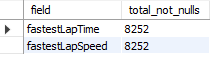 field total_not_nulls
fastestLapTime 8252
fastestLapSpeed 8252